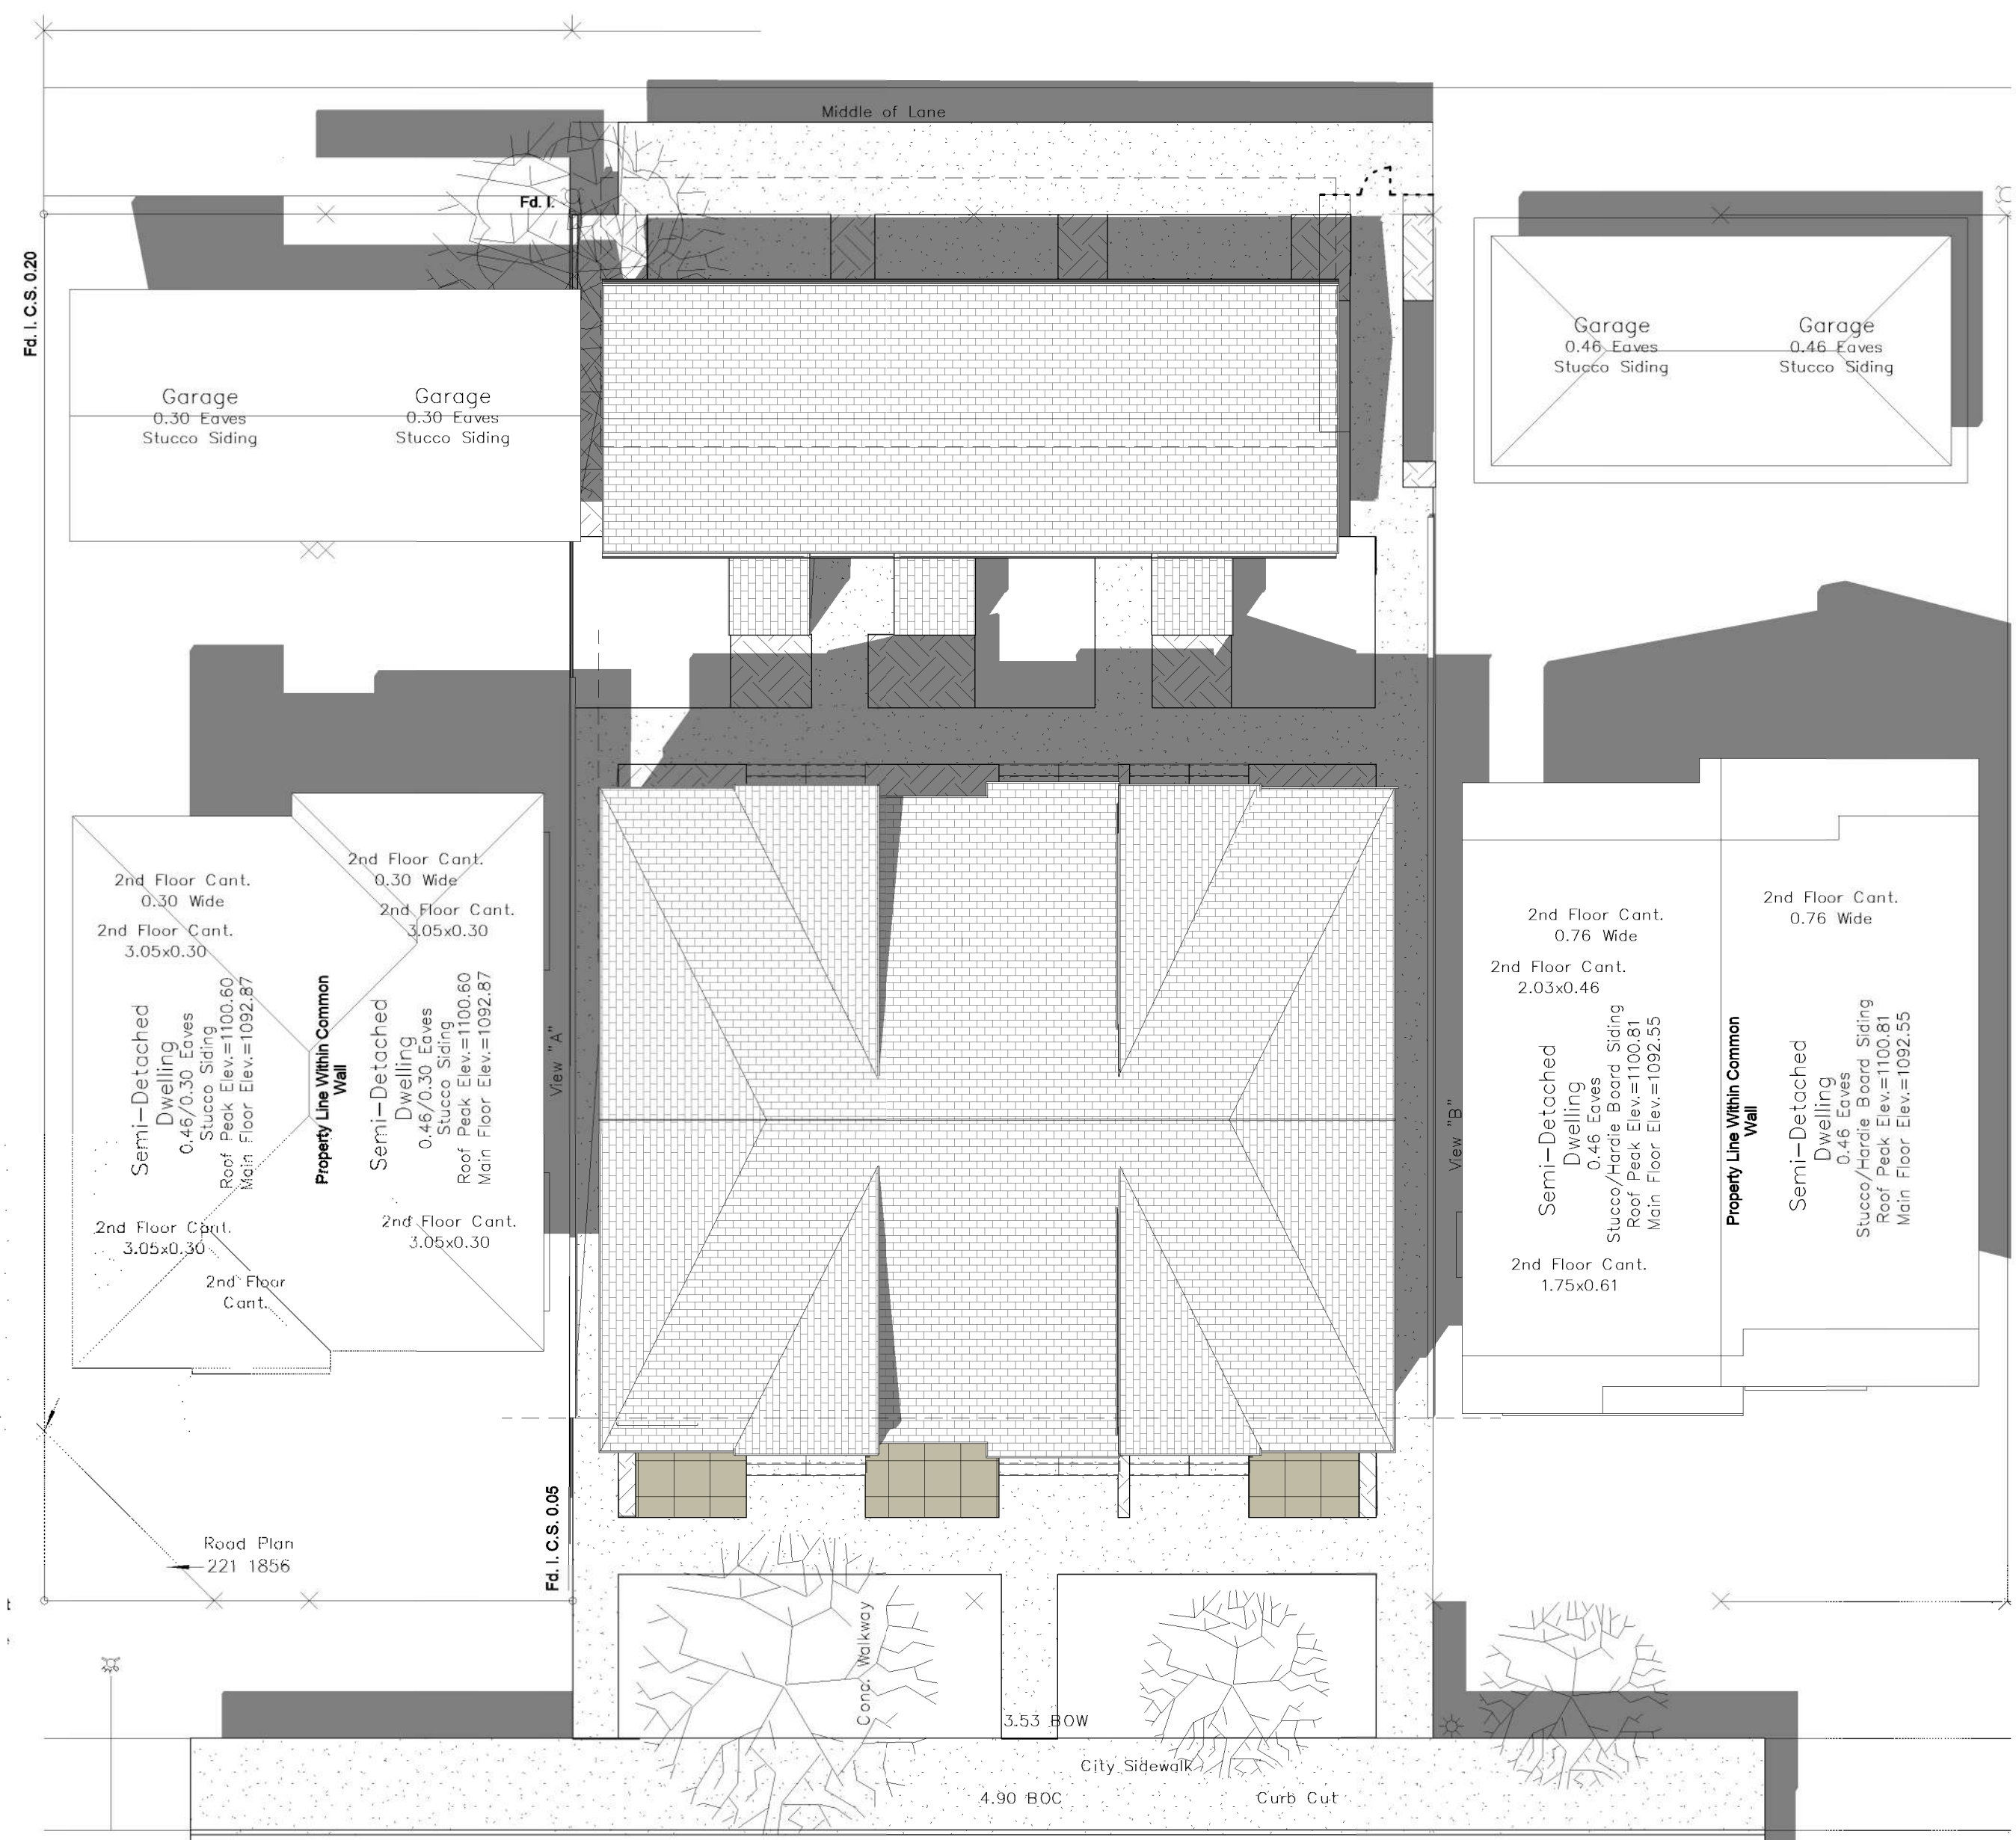 Middle of Lane
Fd. I.
Fd. I. C.S. 0.20
Garage
0.30 Eaves
Stucco Siding
Garage
0.30 Eaves
Stucco Siding
Garage
0.46 Eaves
Stucco Siding
Garage
0.46 Eaves
Stucco Siding
2nd Floor Cant.
0.30 Wide
2nd Floor Cant.
3.05x0.30
2nd Floor Cant.
0.30 Wide
2nd Floor Cant.
3.05x0.30
Semi-Detached
Dwelling
0.46/0.30 Eaves
Stucco Siding
Roof Peak Elev.=1100.60
Main Floor Elev.=1092.87
Property Line Within Common
Wall
Semi-Detached
Dwelling
0.46/0.30 Eaves
Stucco Siding
Roof Peak Elev.=1100.60
Main Floor Elev.=1092.87
2nd Floor Cant.
3.05x0.30
2nd Floor
Cant.
2nd Floor Cant.
3.05x0.30
View "A"
View "B"
2nd Floor Cant.
0.76 Wide
2nd Floor Cant.
2.03x0.46
2nd Floor Cant.
0.76 Wide
Semi-Detached
Dwelling
0.46 Eaves
Stucco/Hardie Board Siding
Roof Peak Elev.=1100.81
Main Floor Elev.=1092.55
Property Line Within Common
Wall
Semi-Detached
Dwelling
0.46 Eaves
Stucco/Hardie Board Siding
Roof Peak Elev.=1100.81
Main Floor Elev.=1092.55
2nd Floor Cant.
1.75x0.61
Road Plan
221 1856
Fd. I. C.S. 0.05
Conc. Walkway
3.53 BOW
City Sidewalk
4.90 BOC
Curb Cut